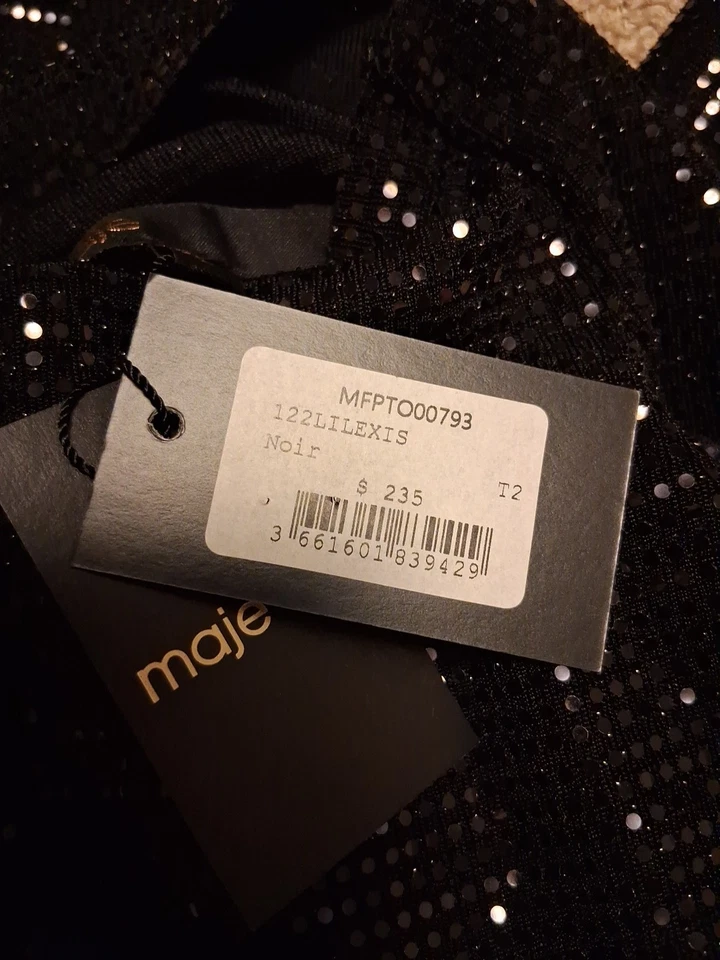 MFPTO00793
122LILEXIS
Noir
$ 235
T2
3 661601 839429
maje